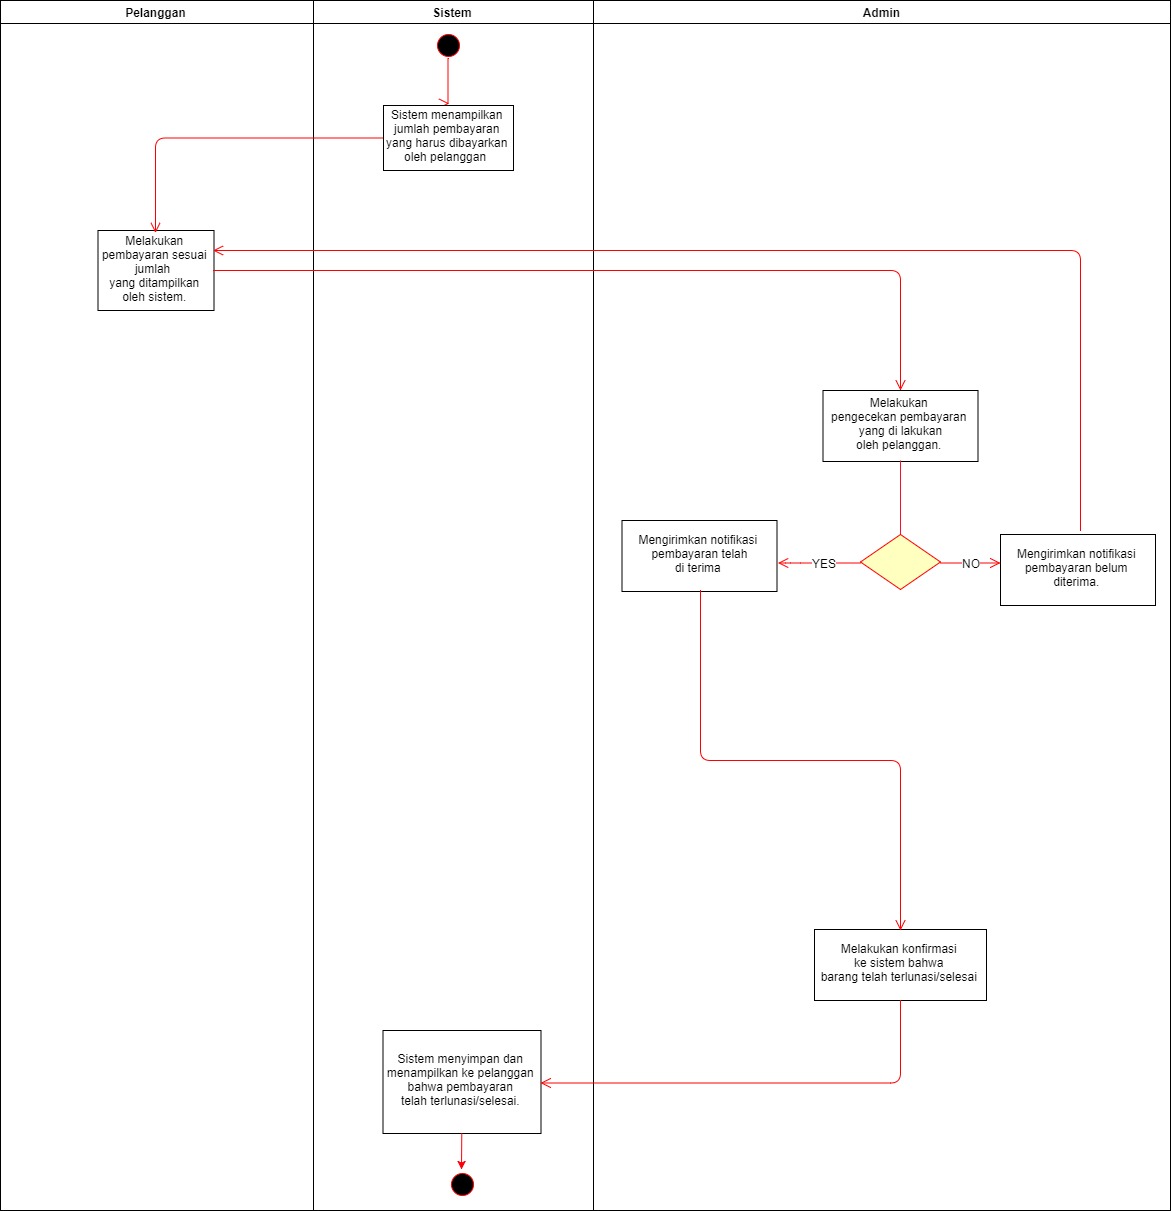 Pelanggan
Sistem
Admin
Sistem menampilkan
jumlah pembayaran
yang harus dibayarkan
oleh pelanggan
Melakukan
pembayaran sesuai
jumlah
yang ditampilkan
oleh sistem.
Melakukan
pengecekan pembayaran
yang di lakukan
oleh pelanggan.
Mengirimkan notifikasi
pembayaran telah
di terima
YES
NO
Mengirimkan notifikasi
pembayaran belum
diterima.
Melakukan konfirmasi
ke sistem bahwa
barang telah terlunasi/selesai
Sistem menyimpan dan
menampilkan ke pelanggan
bahwa pembayaran
telah terlunasi/selesai.